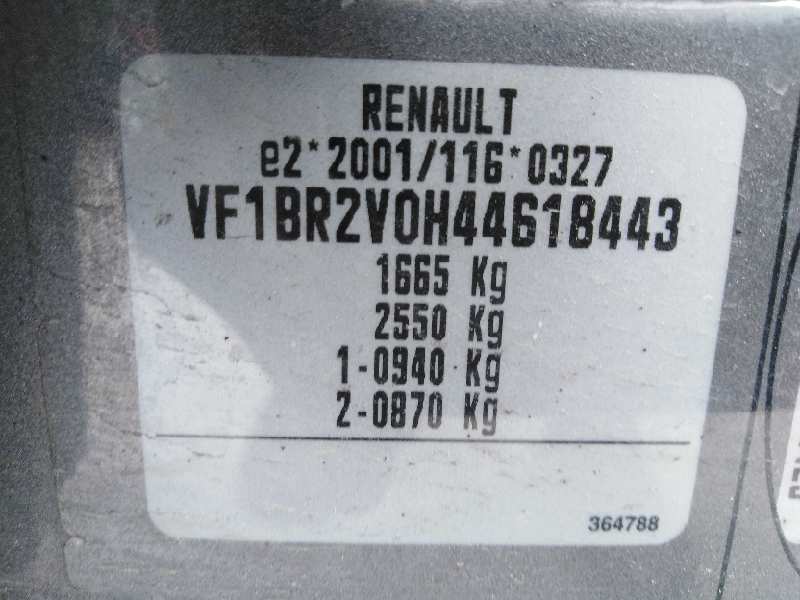 RENAULT
e2*2001/116*0327
VF1BR2V0H44618443
1665 Kg
2550 Kg
1-0940 Kg
2-0870 Kg
364788